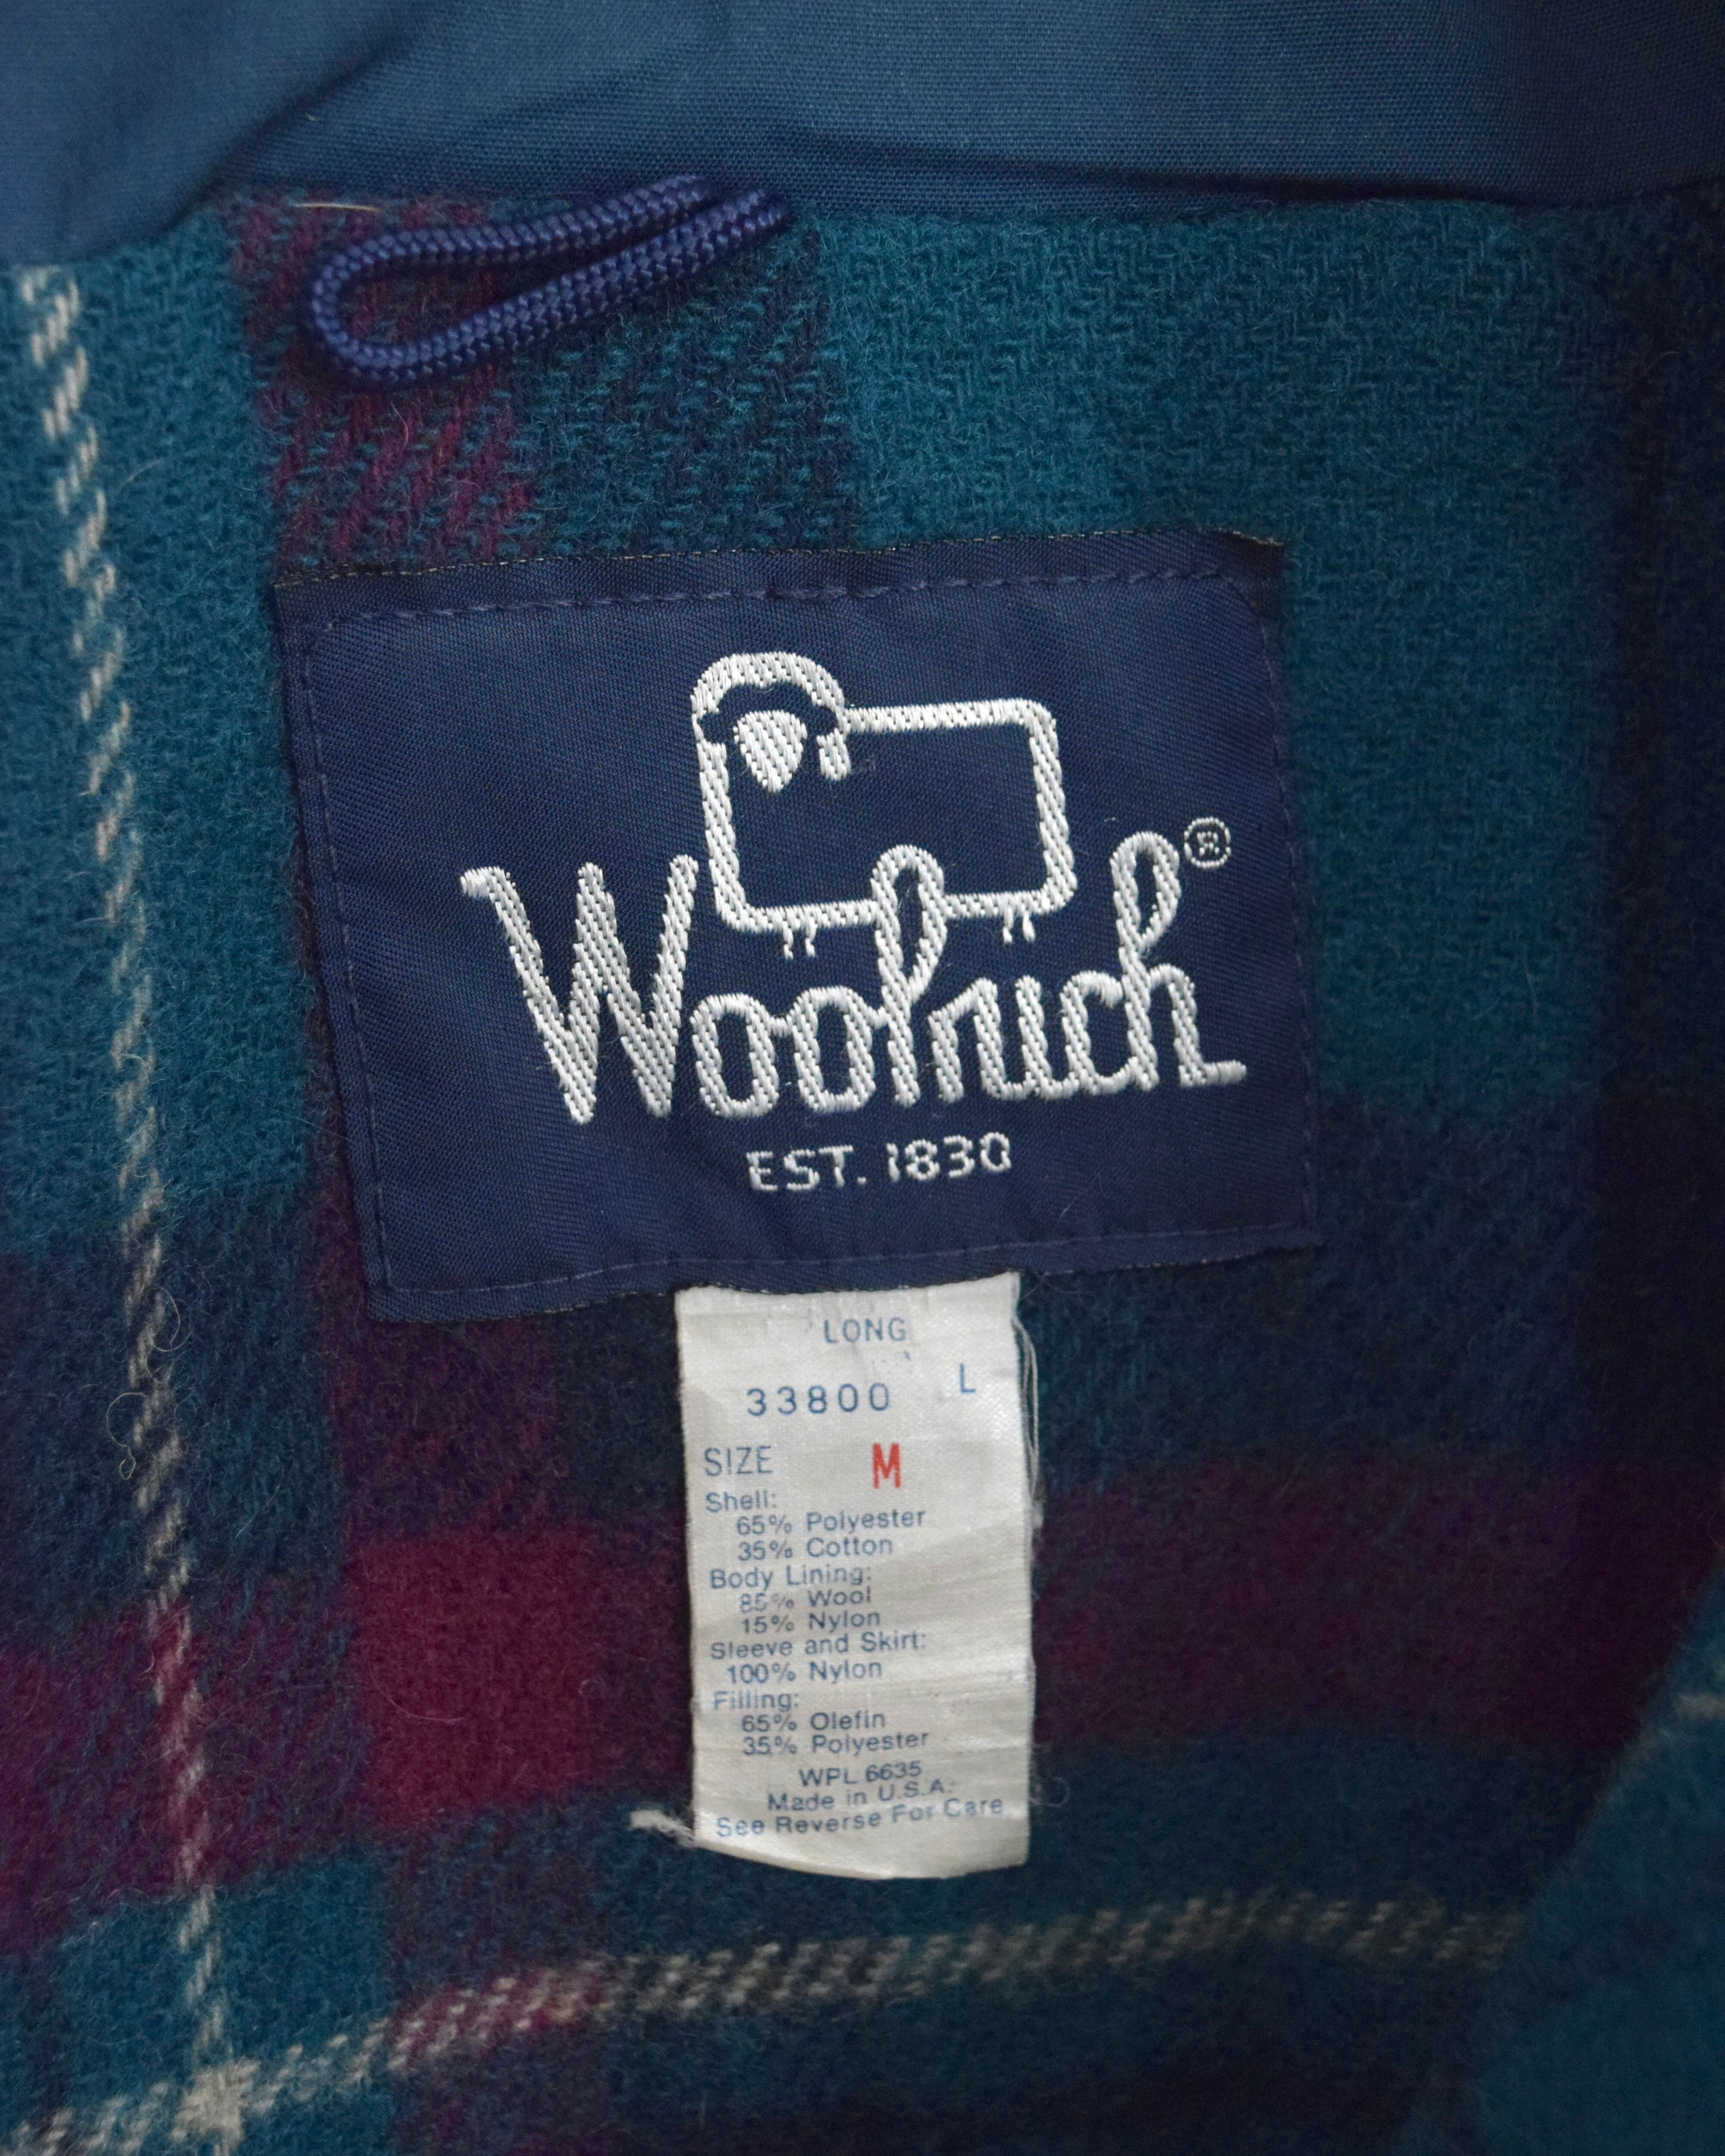 Woolrich®
EST. 1830
LONG
33800 L
SIZE M
Shell:
65% Polyester
35% Cotton
Body Lining:
85% Wool
15% Nylon
Sleeve and Skirt:
100% Nylon
Filling:
65% Olefin
35% Polyester
WPL 6635
Made in U.S.A.
See Reverse For Care